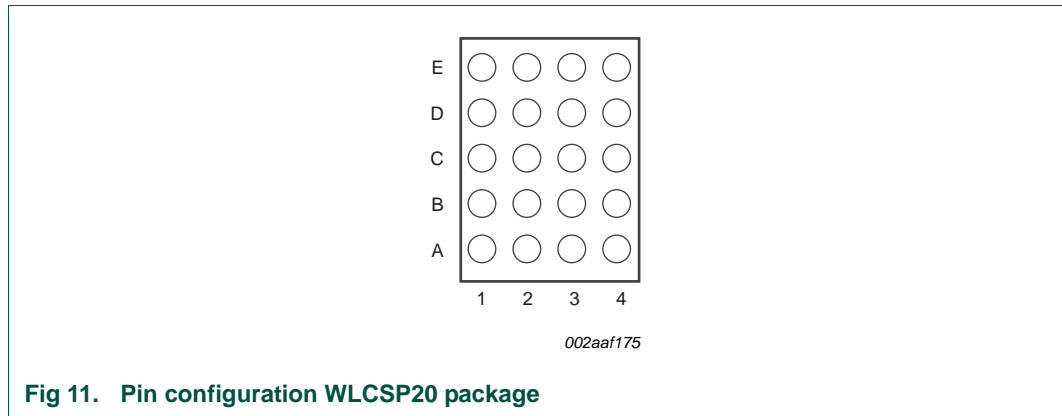 E
D
C
B
A
1 2 3 4
002aaf175
Fig 11. Pin configuration WLCSP20 package